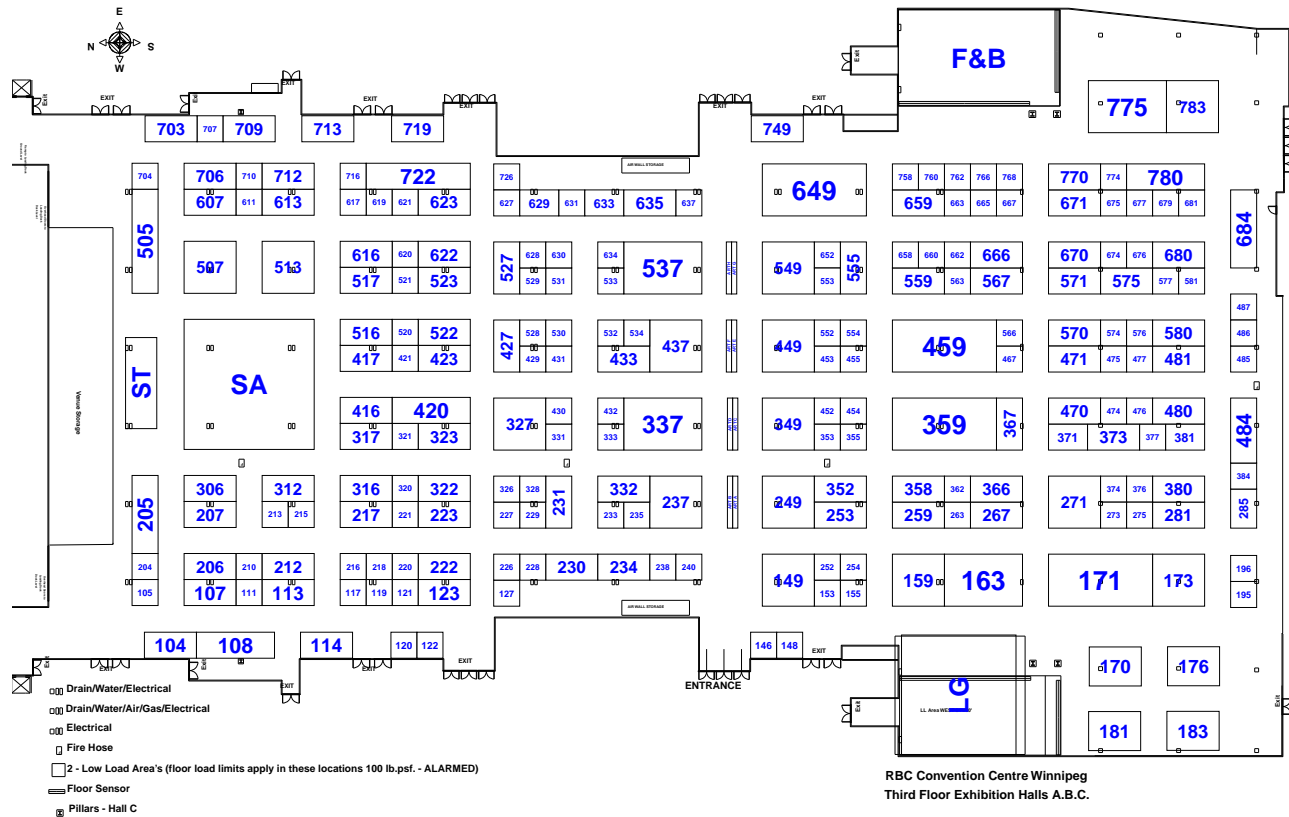 E
N S
W
F&B
Exit
EXIT
EXIT
EXIT
EXIT
EXIT
EXIT
Exit
Exit
775 783
703 707 709 713 719 749
AIR WALL STORAGE
704 706 710 712 716 722 726 649 758 760 762 766 768 770 774 780
607 611 613 617 619 621 623 627 629 631 633 635 637 659 663 665 667 671 675 677 679 681
505 684
507 513 616 620 622 527 628 630 634 537 549 652 555 658 660 662 666 670 674 676 680
517 521 523 529 531 533 553 559 563 567 571 575 577 581
487
516 520 522 427 528 530 532 534 437 449 552 554 459 566 570 574 576 580 486
417 421 423 429 431 433 453 455 467 471 475 477 481 485
ST SA
Venue Storage
416 420 327 430 432 337 349 452 454 359 367 470 474 476 480 484
317 321 323 331 333 353 355 371 373 377 381
384
205 306 312 316 320 322 326 328 231 332 237 249 352 358 362 366 271 374 376 380 285
207 213 215 217 221 223 227 229 233 235 253 259 263 267 273 275 281
204 206 210 212 216 218 220 222 226 228 230 234 238 240 149 252 254 159 163 171 173 196
105 107 111 113 117 119 121 123 127 153 155 195
AIR WALL STORAGE
104 108 114 120 122 146 148
170 176
Exit
Exit
EXIT
EXIT
EXIT
EXIT
EXIT
ENTRANCE
LG
Exit
Exit
181 183
Drain/Water/Electrical
Drain/Water/Air/Gas/Electrical
Electrical
Fire Hose
2 - Low Load Area's (floor load limits apply in these locations 100 lb.psf. - ALARMED)
Floor Sensor
Pillars - Hall C
RBC Convention Centre Winnipeg
Third Floor Exhibition Halls A.B.C.